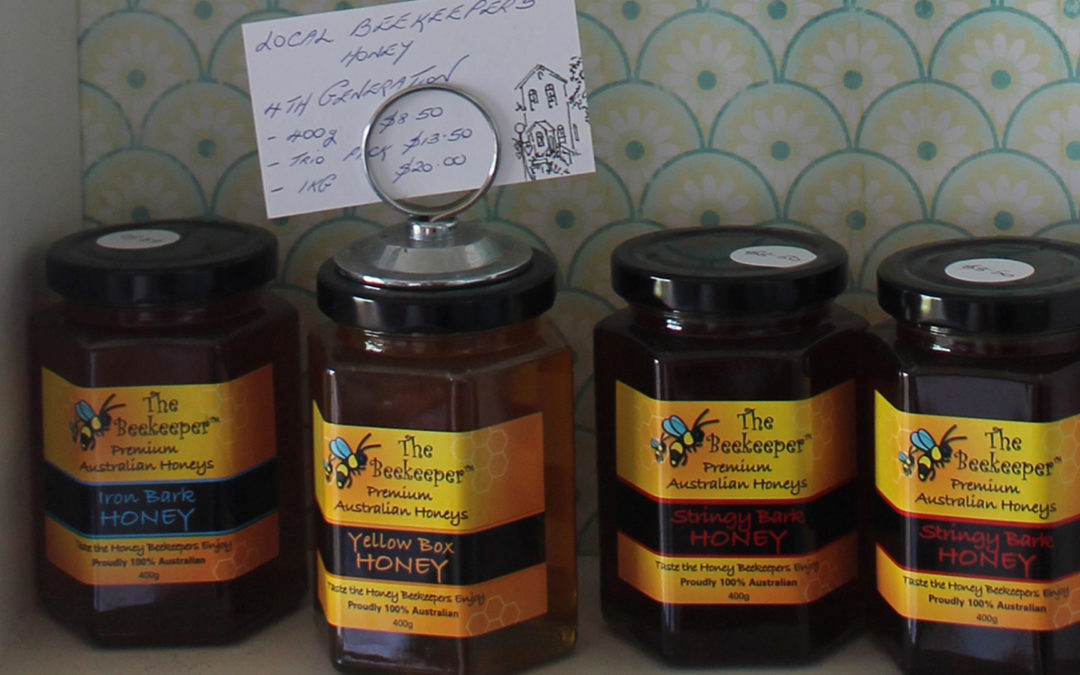 LOCAL BEEKEEPERS
HONEY
4TH GENERATION
- 400g $8.50
- TRIO PACK $13.50
- 1KG $20.00
The
Beekeeper™
Premium
Australian Honeys
Iron Bark
HONEY
Taste the Honey Beekeepers Enjoy
Proudly 100% Australian
400g
The
Beekeeper™
Premium
Australian Honeys
Yellow Box
HONEY
Taste the Honey Beekeepers Enjoy
Proudly 100% Australian
400g
The
Beekeeper™
Premium
Australian Honeys
Stringy Bark
HONEY
Taste the Honey Beekeepers Enjoy
Proudly 100% Australian
400g
$8.50
The
Beekeeper™
Premium
Australian Honeys
Stringy Bark
HONEY
Taste the Honey Beekeepers Enjoy
Proudly 100% Australian
400g